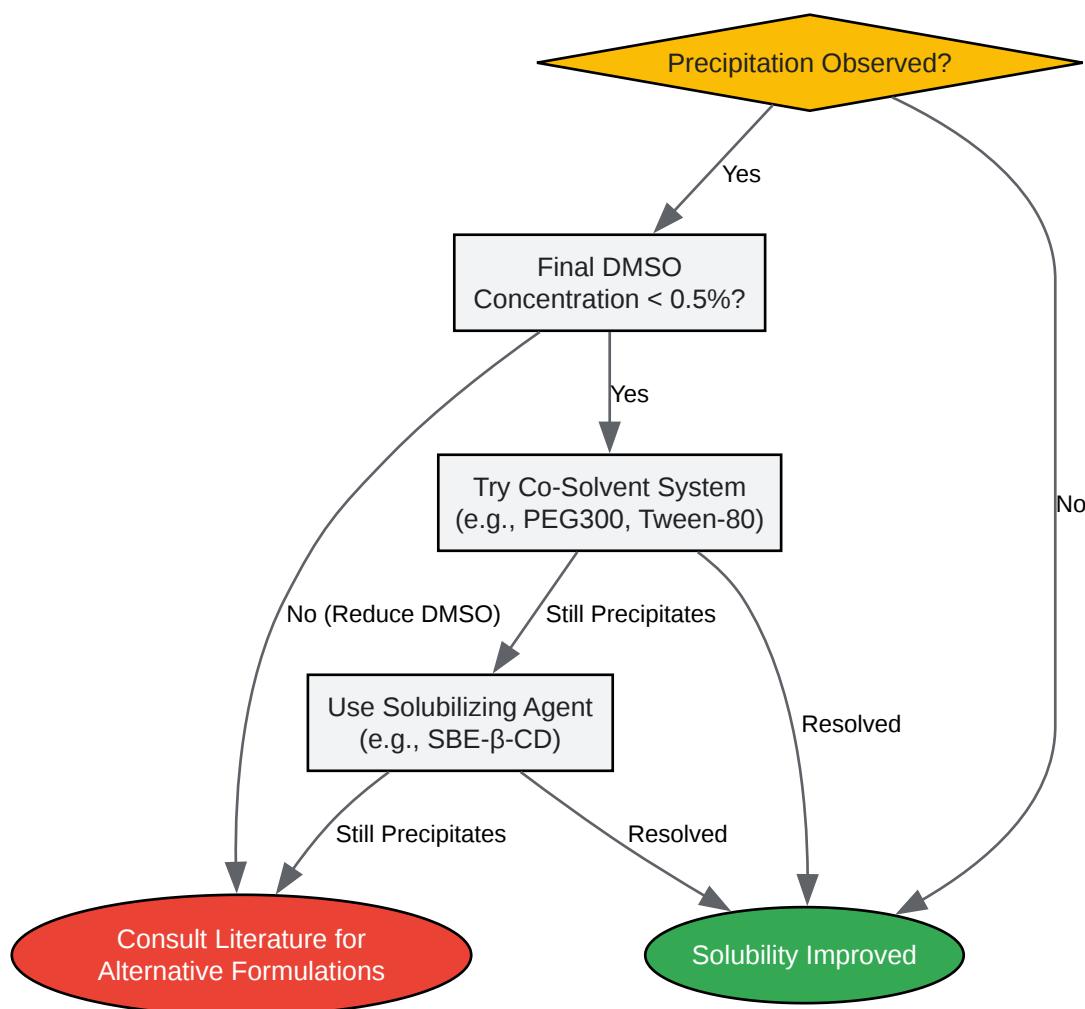 Precipitation Observed?
Yes
Final DMSO
Concentration < 0.5%?
Yes
Try Co-Solvent System
(e.g., PEG300, Tween-80)
No
No (Reduce DMSO)
Still Precipitates
Use Solubilizing Agent
(e.g., SBE-β-CD)
Resolved
Still Precipitates
Resolved
Consult Literature for
Alternative Formulations
Solubility Improved